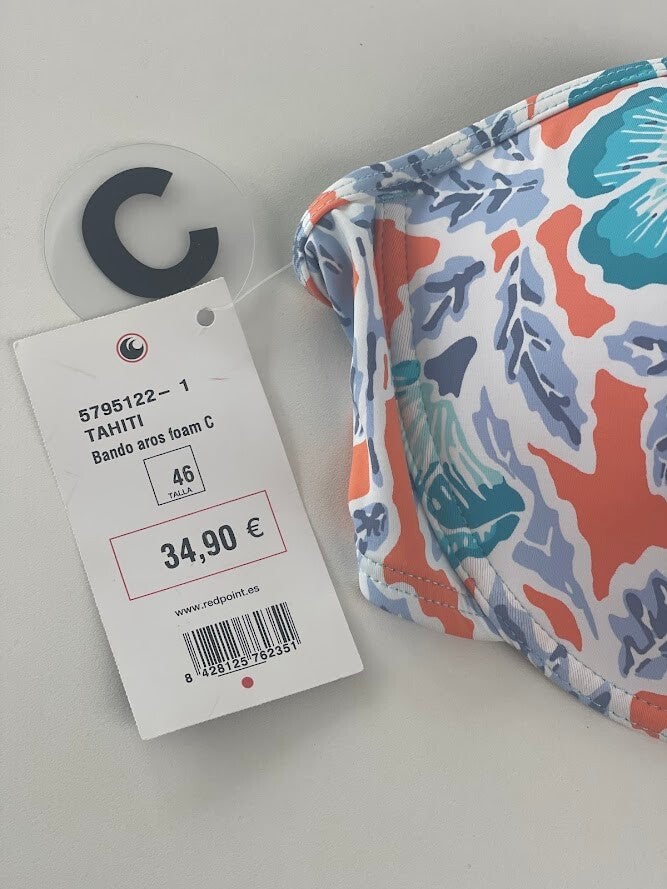 C
5795122- 1
TAHITI
Bando aros foam C
46
TALLA
34,90 €
www.redpoint.es
8 428125 762351